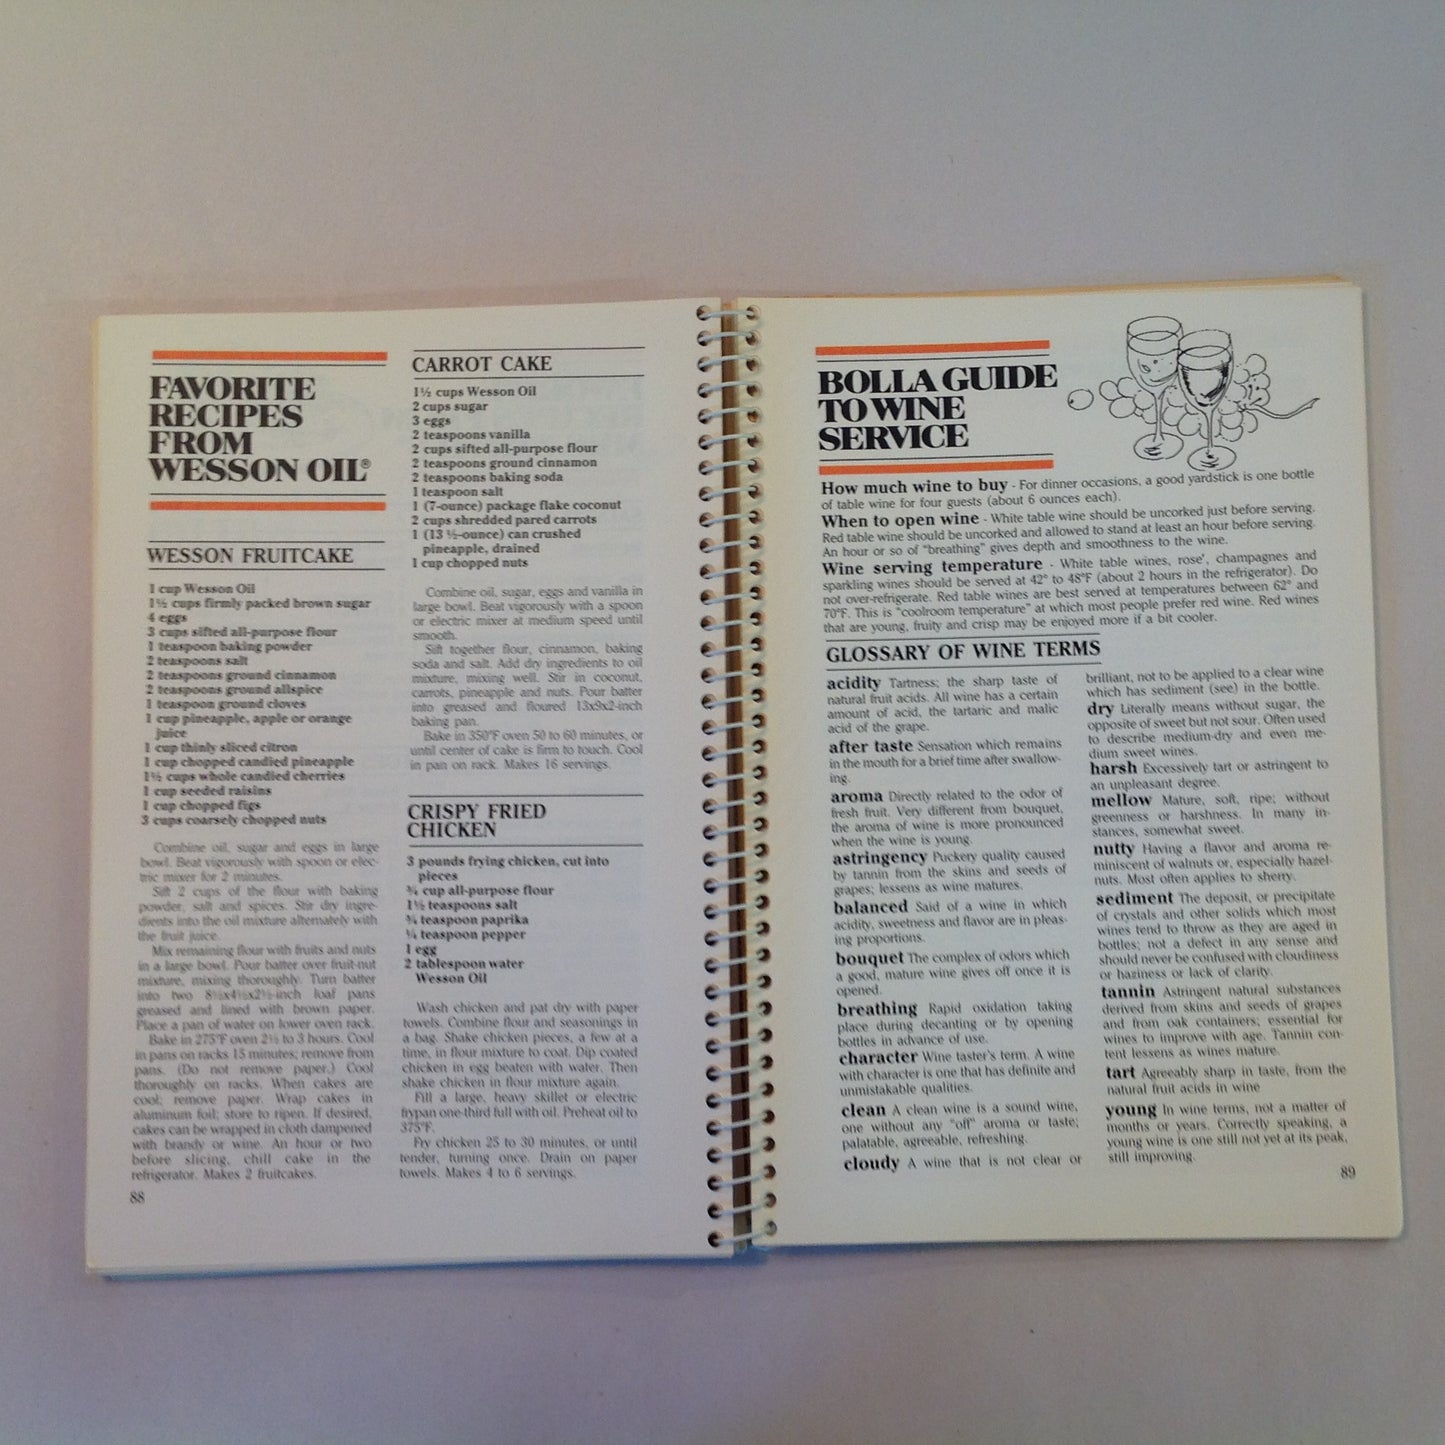 FAVORITE
RECIPES
FROM
WESSON OIL®
WESSON FRUITCAKE
1 cup Wesson Oil
1½ cups firmly packed brown sugar
4 eggs
3 cups sifted all-purpose flour
1 teaspoon baking powder
2 teaspoons salt
2 teaspoons ground cinnamon
2 teaspoons ground allspice
1 teaspoon ground cloves
1 cup pineapple, apple or orange
juice
1 cup thinly sliced citron
1 cup chopped candied pineapple
1½ cups whole candied cherries
1 cup seeded raisins
1 cup chopped figs
3 cups coarsely chopped nuts
Combine oil, sugar and eggs in large
bowl. Beat vigorously with spoon or elec-
tric mixer for 2 minutes.
Sift 2 cups of the flour with baking
powder, salt and spices. Stir dry ingre-
dients into the oil mixture alternately with
the fruit juice.
Mix remaining flour with fruits and nuts
in a large bowl. Pour batter over fruit-nut
mixture, mixing thoroughly. Turn batter
into two 8½x4½x2½-inch loaf pans
greased and lined with brown paper.
Place a pan of water on lower oven rack.
Bake in 275°F oven 2½ to 3 hours. Cool
in pans on racks 15 minutes; remove from
pans. (Do not remove paper.) Cool
thoroughly on racks. When cakes are
cool; remove paper. Wrap cakes in
aluminum foil; store to ripen. If desired,
cakes can be wrapped in cloth dampened
with brandy or wine. An hour or two
before slicing, chill cake in the
refrigerator. Makes 2 fruitcakes.
88
CARROT CAKE
1½ cups Wesson Oil
2 cups sugar
3 eggs
2 teaspoons vanilla
2 cups sifted all-purpose flour
2 teaspoons ground cinnamon
2 teaspoons baking soda
1 teaspoon salt
1 (7-ounce) package flake coconut
2 cups shredded pared carrots
1 (13 ½-ounce) can crushed
pineapple, drained
1 cup chopped nuts
Combine oil, sugar, eggs and vanilla in
large bowl. Beat vigorously with a spoon
or electric mixer at medium speed until
smooth.
Sift together flour, cinnamon, baking
soda and salt. Add dry ingredients to oil
mixture, mixing well. Stir in coconut,
carrots, pineapple and nuts. Pour batter
into greased and floured 13x9x2-inch
baking pan.
Bake in 350°F oven 50 to 60 minutes, or
until center of cake is firm to touch. Cool
in pan on rack. Makes 16 servings.
CRISPY FRIED
CHICKEN
3 pounds frying chicken, cut into
pieces
¾ cup all-purpose flour
1½ teaspoons salt
¾ teaspoon paprika
¼ teaspoon pepper
1 egg
2 tablespoon water
Wesson Oil
Wash chicken and pat dry with paper
towels. Combine flour and seasonings in
a bag. Shake chicken pieces, a few at a
time, in flour mixture to coat. Dip coated
chicken in egg beaten with water. Then
shake chicken in flour mixture again.
Fill a large, heavy skillet or electric
frypan one-third full with oil. Preheat oil to
375°F.
Fry chicken 25 to 30 minutes, or until
tender, turning once. Drain on paper
towels. Makes 4 to 6 servings.
BOLLA GUIDE
TO WINE
SERVICE
How much wine to buy - For dinner occasions, a good yardstick is one bottle
of table wine for four guests (about 6 ounces each).
When to open wine - White table wine should be uncorked just before serving.
Red table wine should be uncorked and allowed to stand at least an hour before serving.
An hour or so of "breathing" gives depth and smoothness to the wine.
Wine serving temperature - White table wines, rose', champagnes and
sparkling wines should be served at 42° to 48°F (about 2 hours in the refrigerator). Do
not over-refrigerate. Red table wines are best served at temperatures between 62° and
70°F. This is "coolroom temperature" at which most people prefer red wine. Red wines
that are young, fruity and crisp may be enjoyed more if a bit cooler.
GLOSSARY OF WINE TERMS
acidity Tartness; the sharp taste of
natural fruit acids. All wine has a certain
amount of acid, the tartaric and malic
acid of the grape.
after taste Sensation which remains
in the mouth for a brief time after swallow-
ing.
aroma Directly related to the odor of
fresh fruit. Very different from bouquet,
the aroma of wine is more pronounced
when the wine is young.
astringency Puckery quality caused
by tannin from the skins and seeds of
grapes; lessens as wine matures.
balanced Said of a wine in which
acidity, sweetness and flavor are in pleas-
ing proportions.
bouquet The complex of odors which
a good, mature wine gives off once it is
opened.
breathing Rapid oxidation taking
place during decanting or by opening
bottles in advance of use.
character Wine taster's term. A wine
with character is one that has definite and
unmistakable qualities.
clean A clean wine is a sound wine,
one without any "off" aroma or taste;
palatable, agreeable, refreshing.
cloudy A wine that is not clear or
brilliant, not to be applied to a clear wine
which has sediment (see) in the bottle.
dry Literally means without sugar, the
opposite of sweet but not sour. Often used
to describe medium-dry and even me-
dium sweet wines.
harsh Excessively tart or astringent to
an unpleasant degree.
mellow Mature, soft, ripe; without
greenness or harshness. In many in-
stances, somewhat sweet.
nutty Having a flavor and aroma re-
miniscent of walnuts or, especially hazel-
nuts. Most often applies to sherry.
sediment The deposit, or precipitate
of crystals and other solids which most
wines tend to throw as they are aged in
bottles; not a defect in any sense and
should never be confused with cloudiness
or haziness or lack of clarity.
tannin Astringent natural substances
derived from skins and seeds of grapes
and from oak containers; essential for
wines to improve with age. Tannin con-
tent lessens as wines mature.
tart Agreeably sharp in taste, from the
natural fruit acids in wine
young In wine terms, not a matter of
months or years. Correctly speaking, a
young wine is one still not yet at its peak,
still improving.
89